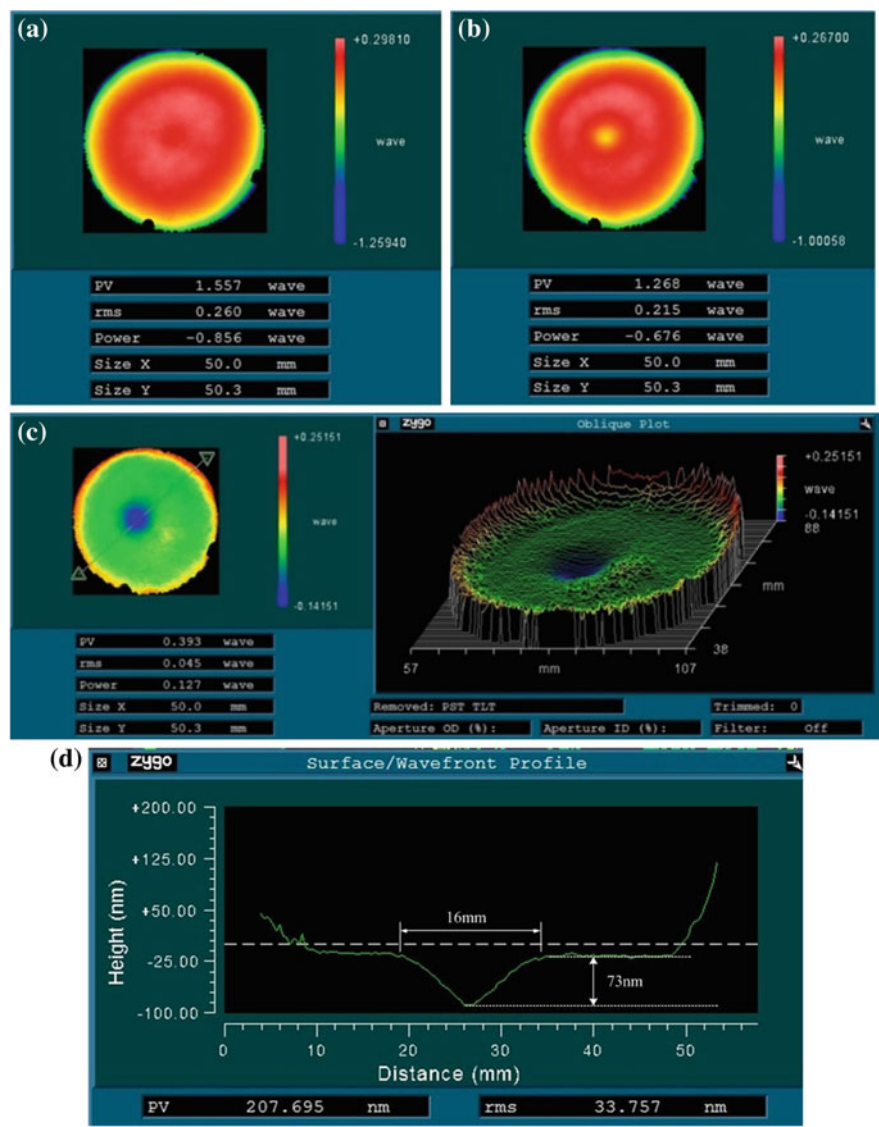 (a)
+0.29810
wave
-1.25940
PV 1.557 wave
rms 0.260 wave
Power -0.856 wave
Size X 50.0 mm
Size Y 50.3 mm
(b)
+0.26700
wave
-1.00058
PV 1.268 wave
rms 0.215 wave
Power -0.676 wave
Size X 50.0 mm
Size Y 50.3 mm
(c)
+0.25151
wave
-0.14151
PV 0.393 wave
rms 0.045 wave
Power 0.127 wave
Size X 50.0 mm
Size Y 50.3 mm
zygo Oblique Plot
+0.25151
wave
-0.14151
88
mm
38
57 mm 107
Removed: PST TLT Trimmed: 0
Aperture OD (%): Aperture ID (%): Filter: Off
(d)
zygo Surface/Wavefront Profile
+200.00
+125.00
+50.00
-25.00
-100.00
Height (nm)
16mm
73nm
0 10 20 30 40 50
Distance (mm)
PV 207.695 nm rms 33.757 nm